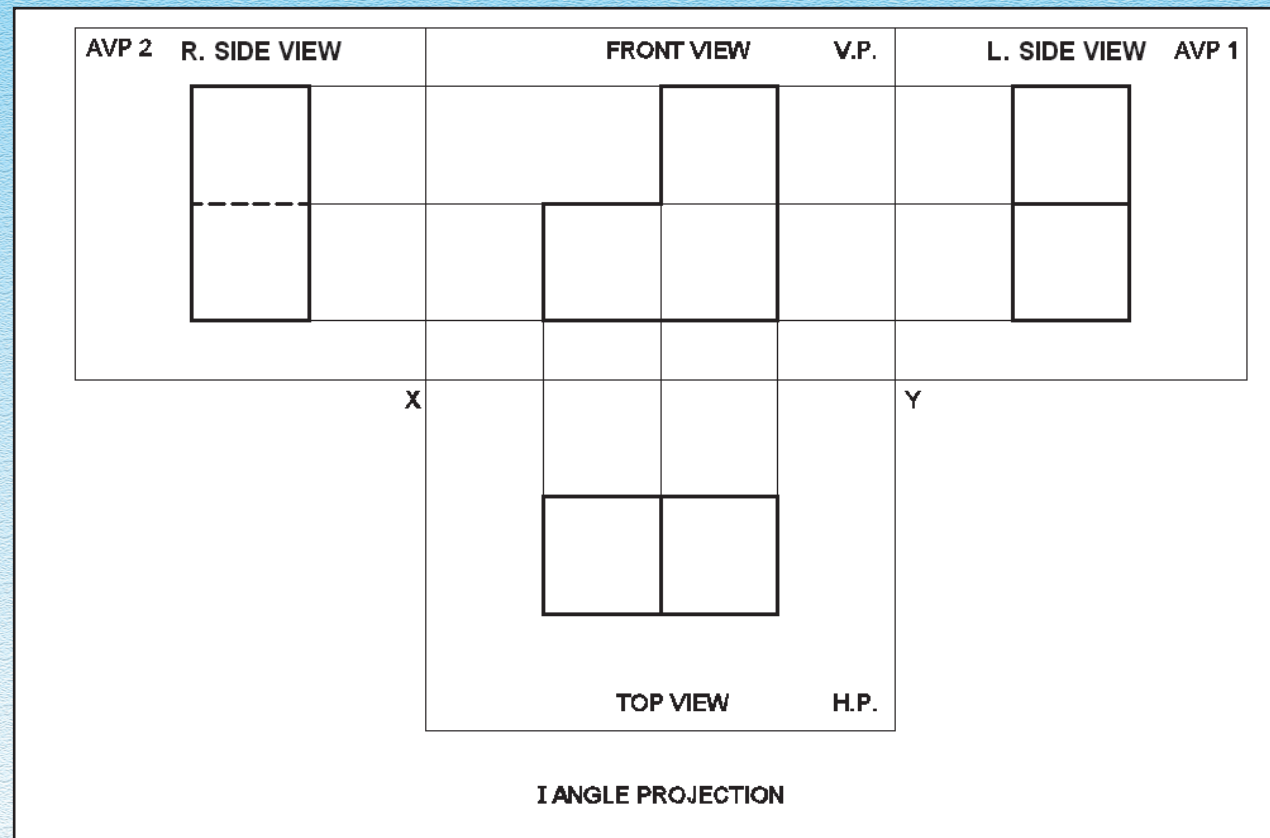 AVP 2 R. SIDE VIEW FRONT VIEW V.P. L. SIDE VIEW AVP 1
X Y
TOP VIEW H.P.
I ANGLE PROJECTION